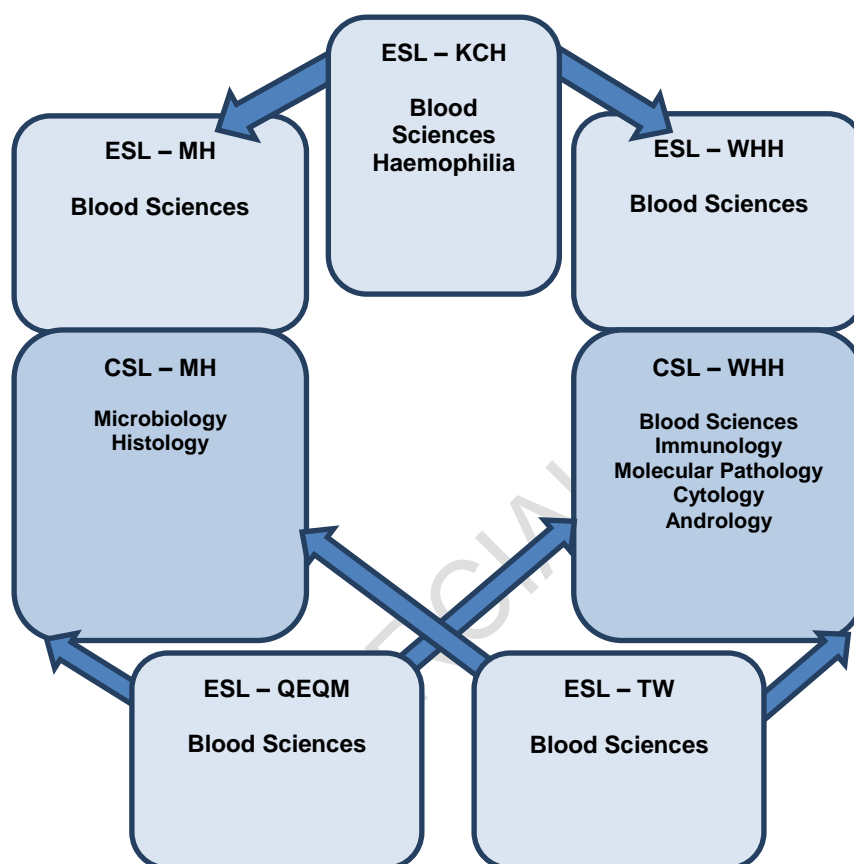 ESL – KCH
Blood
Sciences
Haemophilia
ESL – MH
Blood Sciences
ESL – WHH
Blood Sciences
CSL – MH
Microbiology
Histology
CSL – WHH
Blood Sciences
Immunology
Molecular Pathology
Cytology
Andrology
ESL – QEQM
Blood Sciences
ESL – TW
Blood Sciences